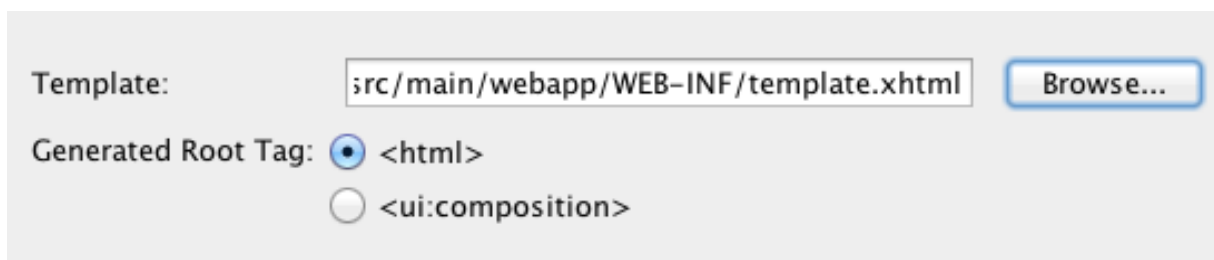 Template: src/main/webapp/WEB-INF/template.xhtml Browse...
Generated Root Tag: <html>
<ui:composition>